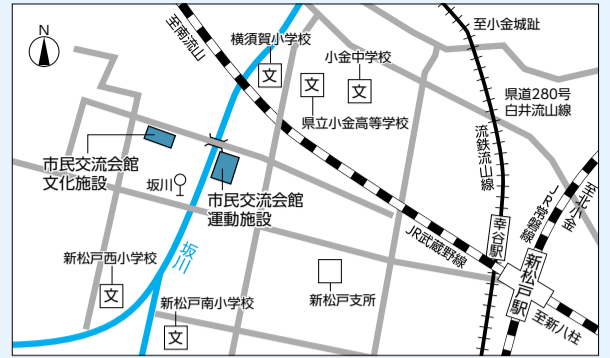 N
至南流山
横須賀小学校
文
小金中学校
文
文
県立小金高等学校
至小金城趾
県道280号
白井流山線
流鉄流山線
至北小金
JR常磐線
市民交流会館
文化施設
坂川
市民交流会館
運動施設
坂川
JR武蔵野線
幸谷駅
新松戸駅
至新八柱
新松戸西小学校
文
新松戸南小学校
文
新松戸支所